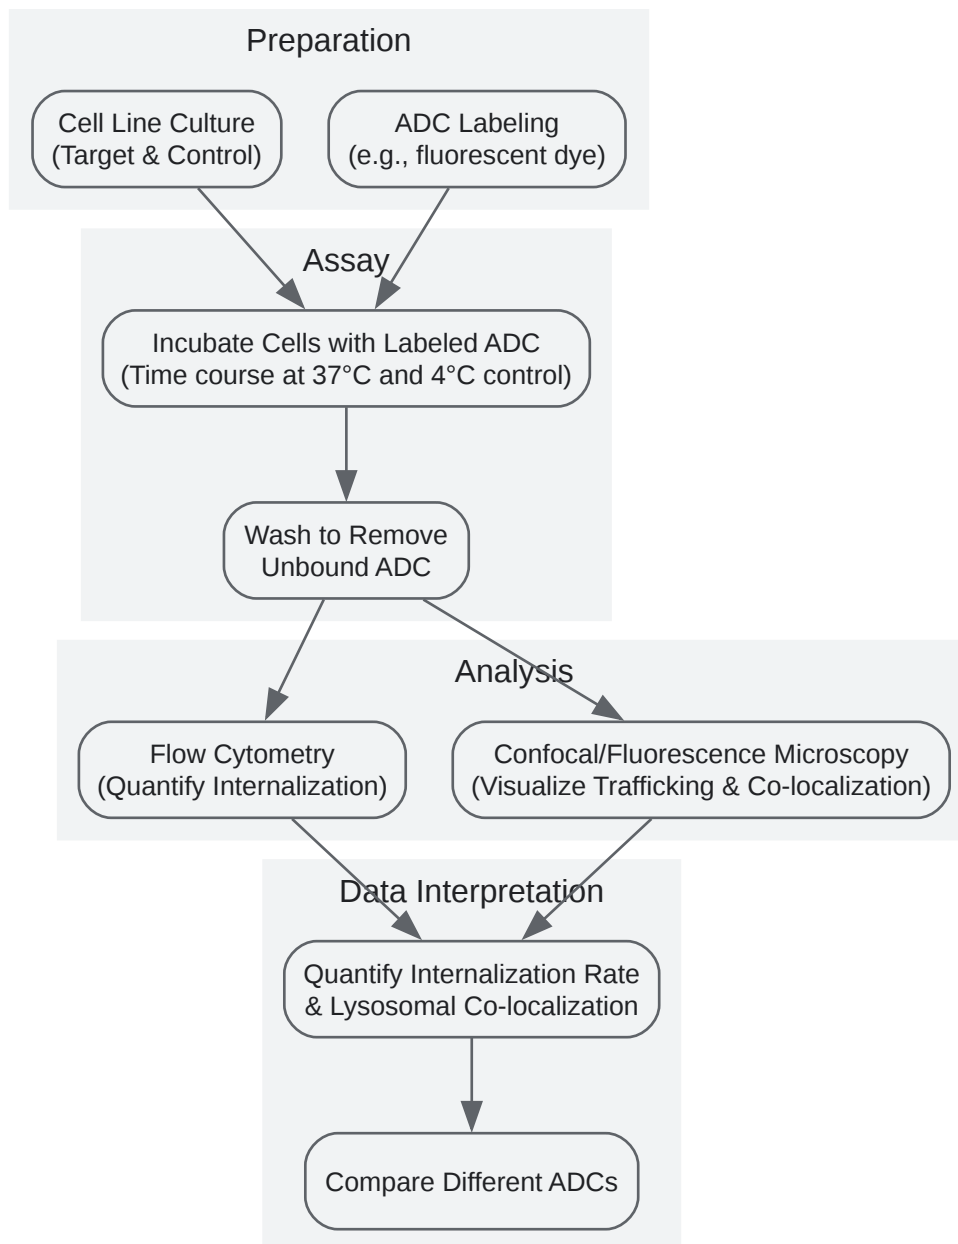 Preparation
Cell Line Culture
(Target & Control)
ADC Labeling
(e.g., fluorescent dye)
Assay
Incubate Cells with Labeled ADC
(Time course at 37°C and 4°C control)
Wash to Remove
Unbound ADC
Analysis
Flow Cytometry
(Quantify Internalization)
Confocal/Fluorescence Microscopy
(Visualize Trafficking & Co-localization)
Data Interpretation
Quantify Internalization Rate
& Lysosomal Co-localization
Compare Different ADCs